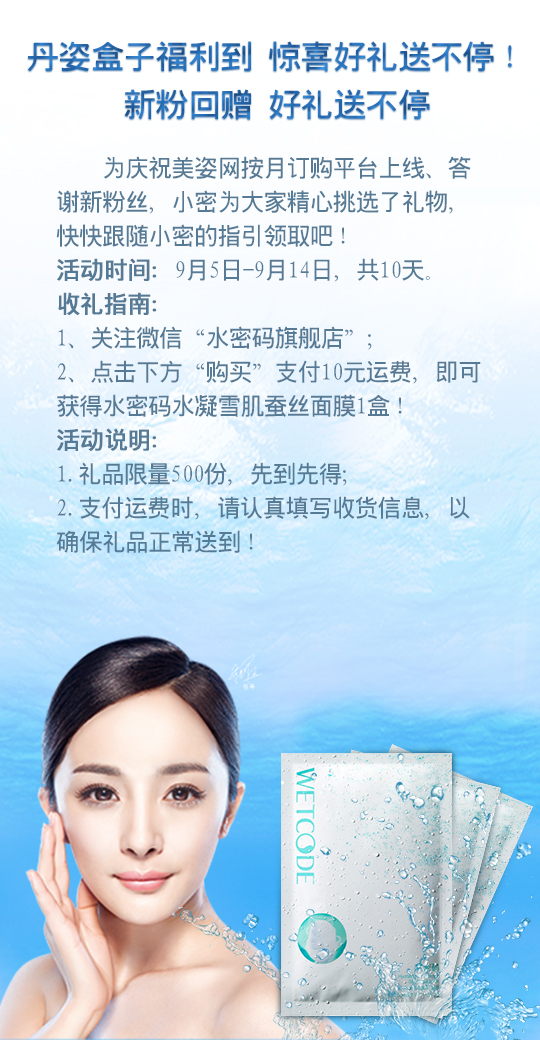 丹姿盒子福利到 惊喜好礼送不停！
新粉回赠 好礼送不停
为庆祝美姿网按月订购平台上线、答
谢新粉丝，小密为大家精心挑选了礼物，
快快跟随小密的指引领取吧！
活动时间：9月5日-9月14日，共10天。
收礼指南：
1、关注微信“水密码旗舰店”；
2、点击下方“购买”支付10元运费，即可
获得水密码水凝雪肌蚕丝面膜1盒！
活动说明：
1.礼品限量500份，先到先得；
2.支付运费时，请认真填写收货信息，以
确保礼品正常送到！
WETCODE